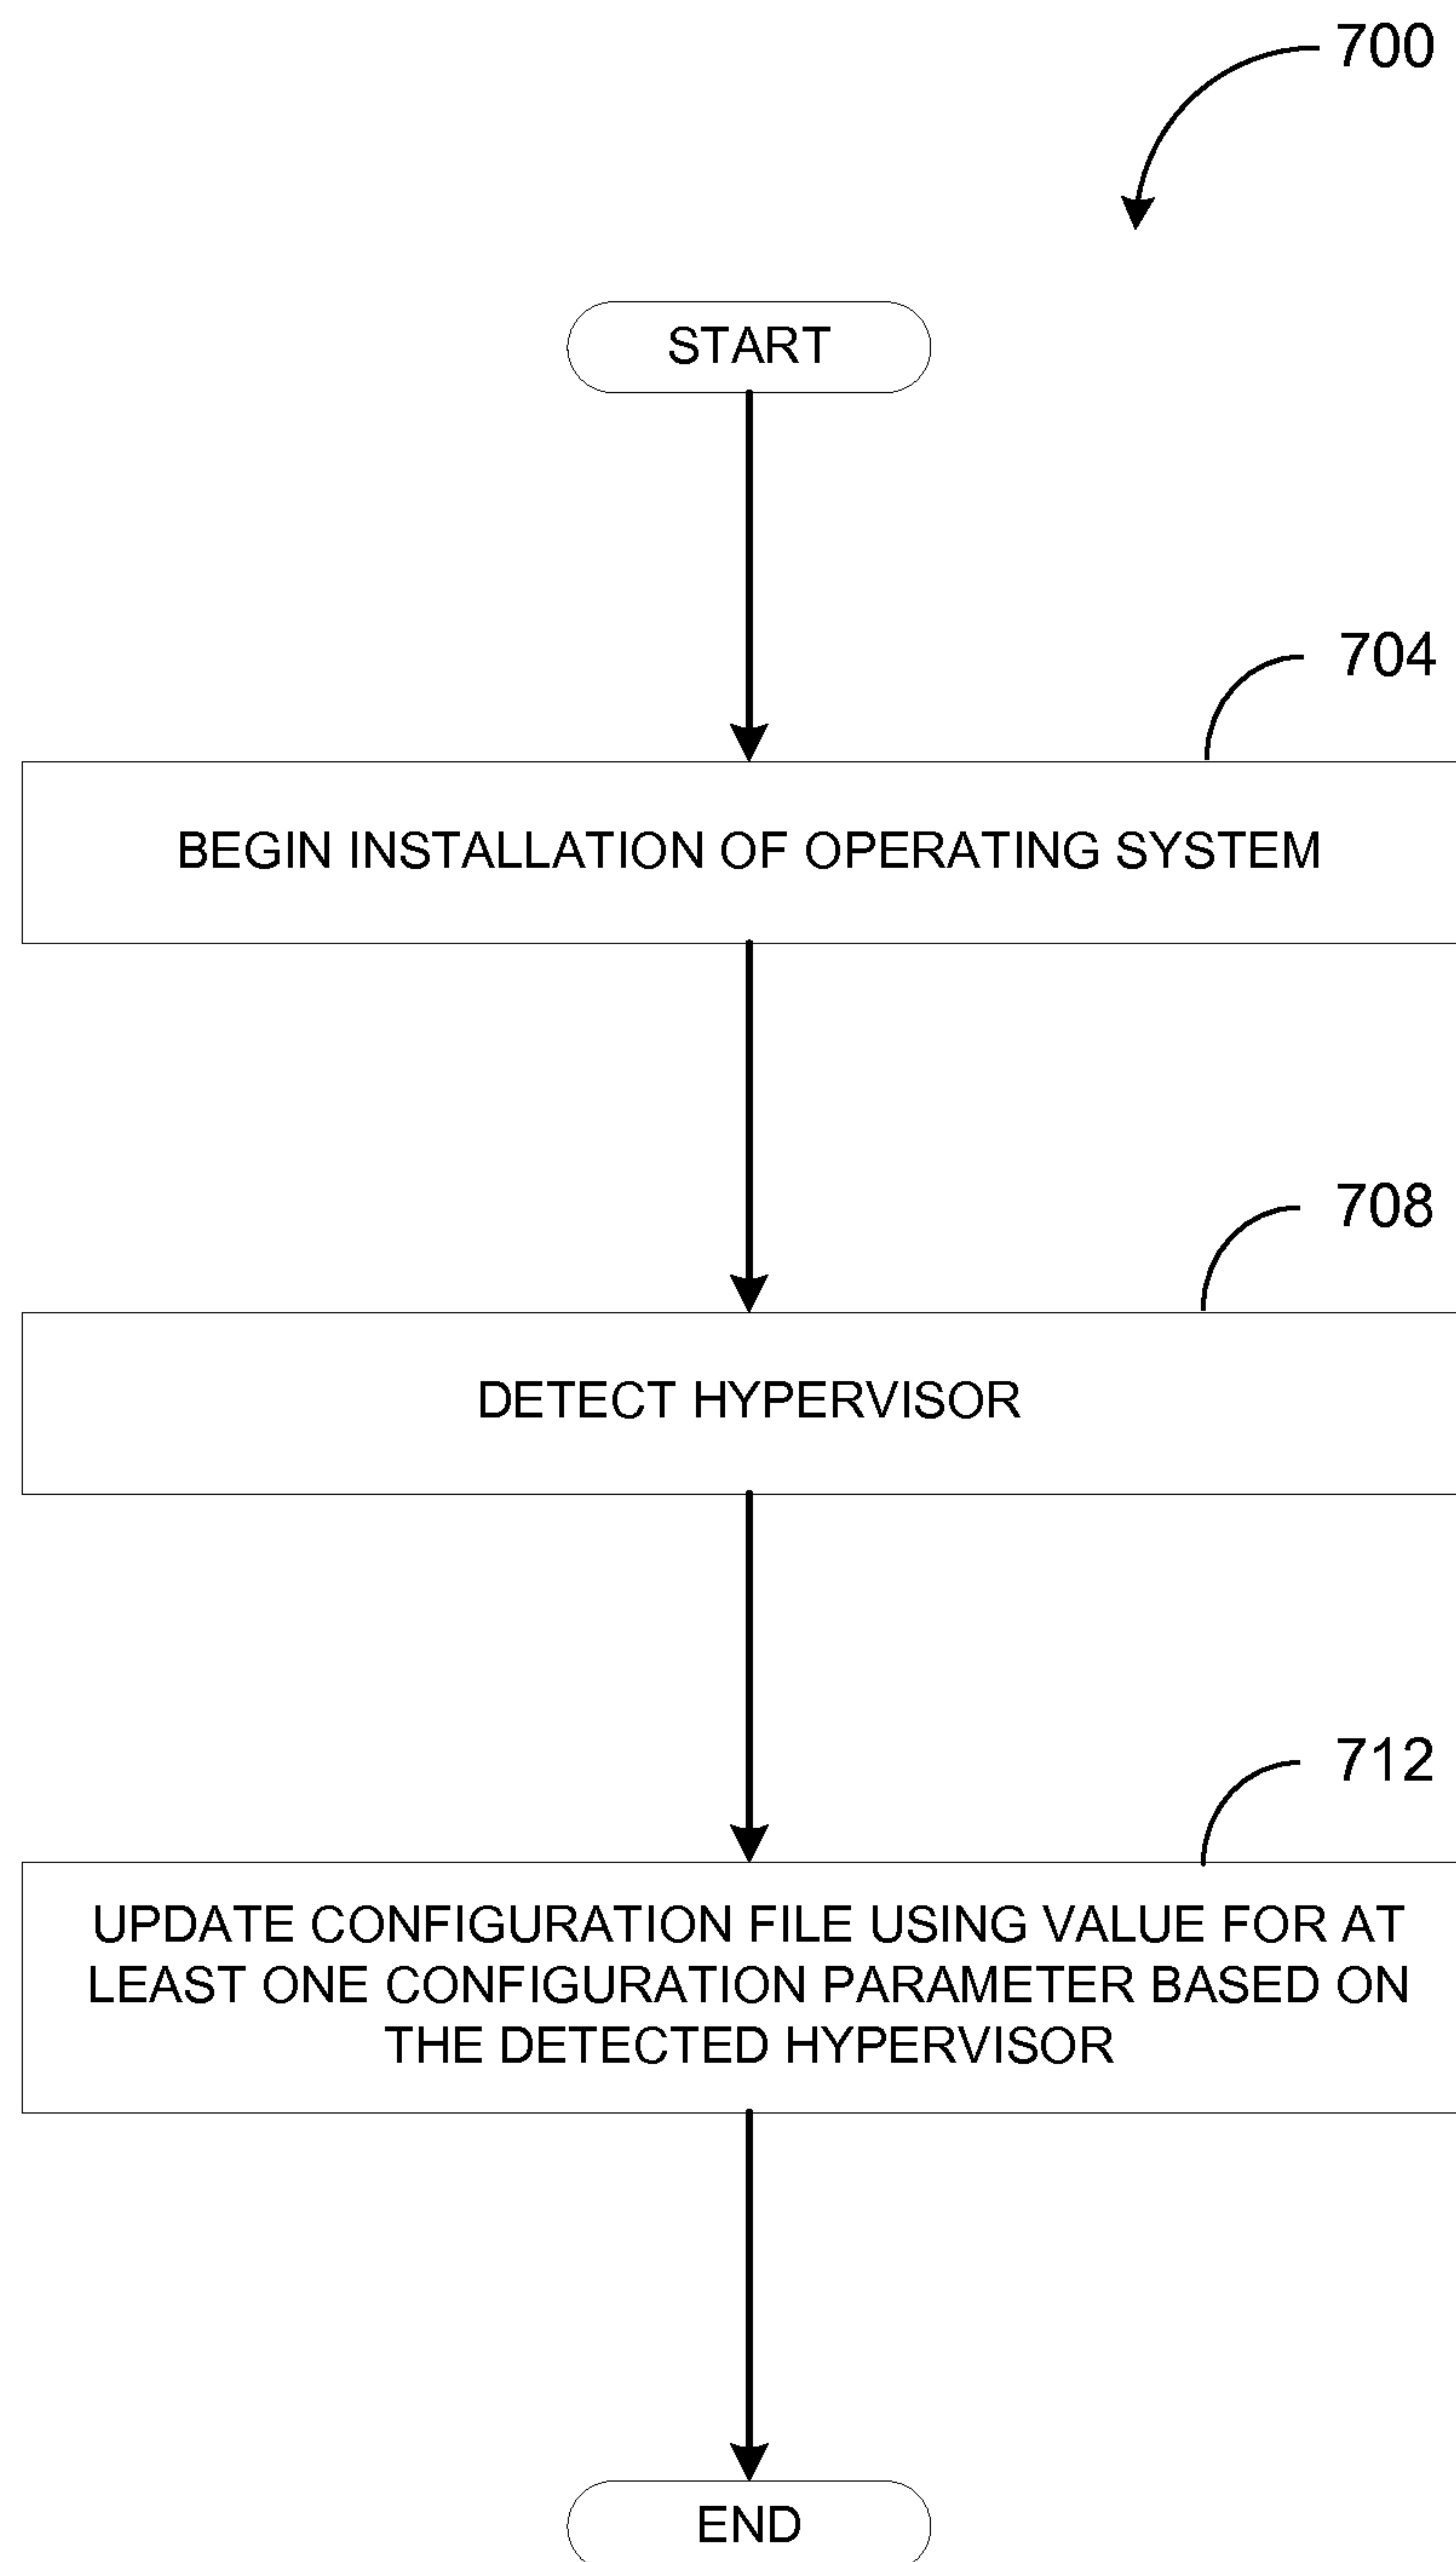 700
START
704
BEGIN INSTALLATION OF OPERATING SYSTEM
708
DETECT HYPERVISOR
712
UPDATE CONFIGURATION FILE USING VALUE FOR AT
LEAST ONE CONFIGURATION PARAMETER BASED ON
THE DETECTED HYPERVISOR
END